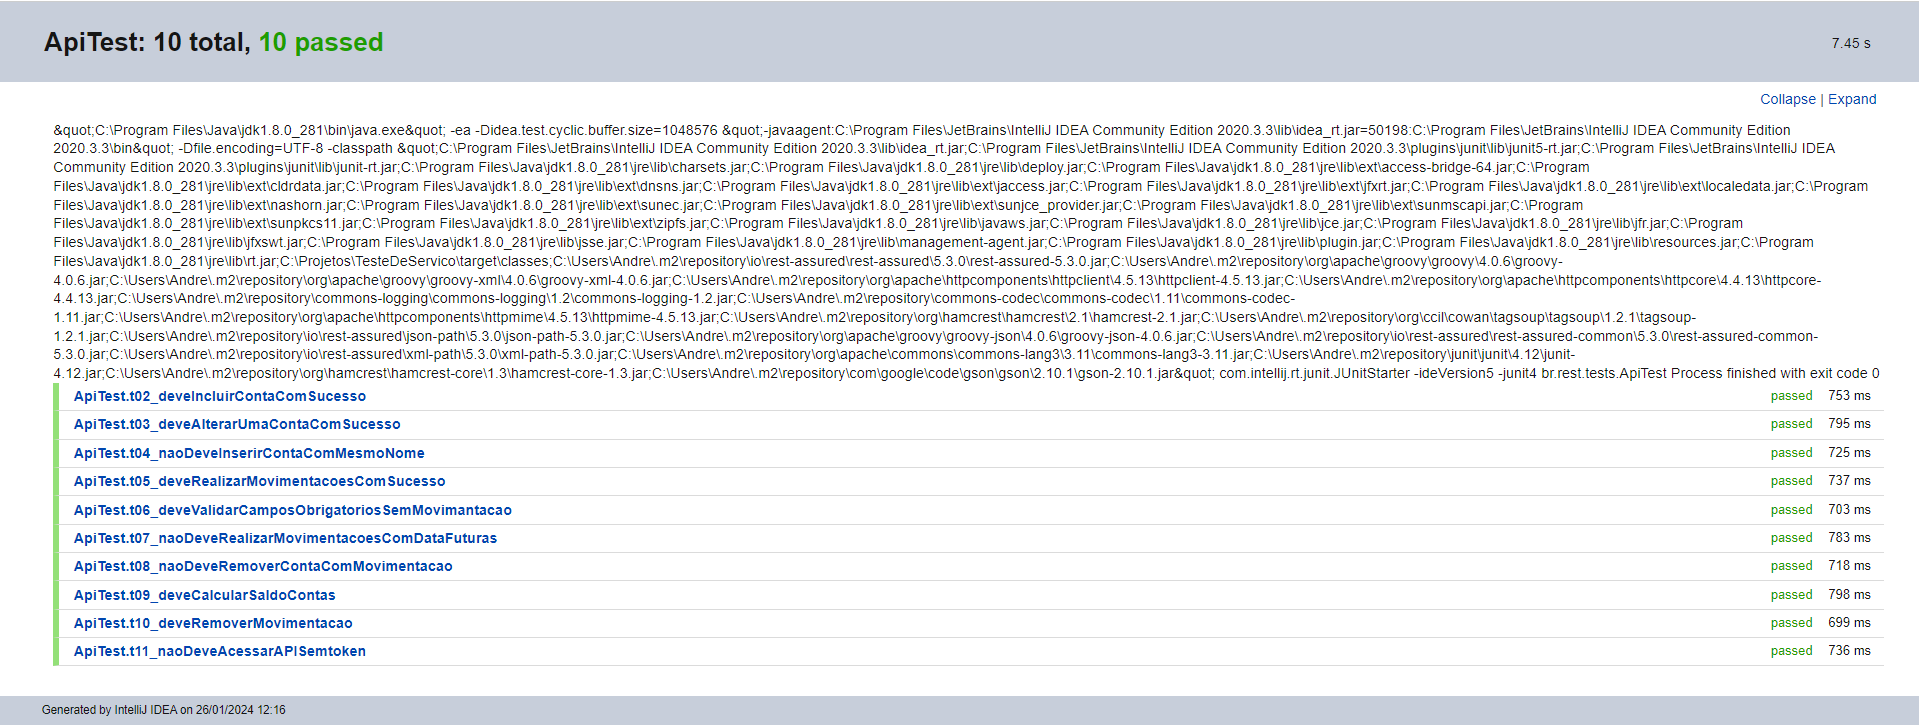 ApiTest: 10 total, 10 passed
7.45 s
Collapse | Expand
&quot;C:\Program Files\Java\jdk1.8.0_281\bin\java.exe&quot; -ea -Didea.test.cyclic.buffer.size=1048576 &quot;-javaagent:C:\Program Files\JetBrains\IntelliJ IDEA Community Edition 2020.3.3\lib\idea_rt.jar=50198:C:\Program Files\JetBrains\IntelliJ IDEA Community Edition
2020.3.3\bin&quot; -Dfile.encoding=UTF-8 -classpath &quot;C:\Program Files\JetBrains\IntelliJ IDEA Community Edition 2020.3.3\lib\idea_rt.jar;C:\Program Files\JetBrains\IntelliJ IDEA Community Edition 2020.3.3\plugins\junit\lib\junit5-rt.jar;C:\Program Files\JetBrains\IntelliJ IDEA
Community Edition 2020.3.3\plugins\junit\lib\junit-rt.jar;C:\Program Files\Java\jdk1.8.0_281\jre\lib\charsets.jar;C:\Program Files\Java\jdk1.8.0_281\jre\lib\deploy.jar;C:\Program Files\Java\jdk1.8.0_281\jre\lib\ext\access-bridge-64.jar;C:\Program
Files\Java\jdk1.8.0_281\jre\lib\ext\cldrdata.jar;C:\Program Files\Java\jdk1.8.0_281\jre\lib\ext\dnsns.jar;C:\Program Files\Java\jdk1.8.0_281\jre\lib\ext\jaccess.jar;C:\Program Files\Java\jdk1.8.0_281\jre\lib\ext\jfxrt.jar;C:\Program Files\Java\jdk1.8.0_281\jre\lib\ext\localedata.jar;C:\Program
Files\Java\jdk1.8.0_281\jre\lib\ext\nashorn.jar;C:\Program Files\Java\jdk1.8.0_281\jre\lib\ext\sunec.jar;C:\Program Files\Java\jdk1.8.0_281\jre\lib\ext\sunjce_provider.jar;C:\Program Files\Java\jdk1.8.0_281\jre\lib\ext\sunmscapi.jar;C:\Program
Files\Java\jdk1.8.0_281\jre\lib\ext\sunpkcs11.jar;C:\Program Files\Java\jdk1.8.0_281\jre\lib\ext\zipfs.jar;C:\Program Files\Java\jdk1.8.0_281\jre\lib\javaws.jar;C:\Program Files\Java\jdk1.8.0_281\jre\lib\jce.jar;C:\Program Files\Java\jdk1.8.0_281\jre\lib\jfr.jar;C:\Program
Files\Java\jdk1.8.0_281\jre\lib\jfxswt.jar;C:\Program Files\Java\jdk1.8.0_281\jre\lib\jsse.jar;C:\Program Files\Java\jdk1.8.0_281\jre\lib\management-agent.jar;C:\Program Files\Java\jdk1.8.0_281\jre\lib\plugin.jar;C:\Program Files\Java\jdk1.8.0_281\jre\lib\resources.jar;C:\Program
Files\Java\jdk1.8.0_281\jre\lib\rt.jar;C:\Projetos\TesteDeServico\target\classes;C:\Users\Andre\.m2\repository\io\rest-assured\rest-assured\5.3.0\rest-assured-5.3.0.jar;C:\Users\Andre\.m2\repository\org\apache\groovy\groovy\4.0.6\groovy-
4.0.6.jar;C:\Users\Andre\.m2\repository\org\apache\groovy\groovy-xml\4.0.6\groovy-xml-4.0.6.jar;C:\Users\Andre\.m2\repository\org\apache\httpcomponents\httpclient\4.5.13\httpclient-4.5.13.jar;C:\Users\Andre\.m2\repository\org\apache\httpcomponents\httpcore\4.4.13\httpcore-
4.4.13.jar;C:\Users\Andre\.m2\repository\commons-logging\commons-logging\1.2\commons-logging-1.2.jar;C:\Users\Andre\.m2\repository\commons-codec\commons-codec\1.11\commons-codec-
1.11.jar;C:\Users\Andre\.m2\repository\org\apache\httpcomponents\httpmime\4.5.13\httpmime-4.5.13.jar;C:\Users\Andre\.m2\repository\org\hamcrest\hamcrest\2.1\hamcrest-2.1.jar;C:\Users\Andre\.m2\repository\org\ccil\cowan\tagsoup\tagsoup\1.2.1\tagsoup-
1.2.1.jar;C:\Users\Andre\.m2\repository\io\rest-assured\json-path\5.3.0\json-path-5.3.0.jar;C:\Users\Andre\.m2\repository\org\apache\groovy\groovy-json\4.0.6\groovy-json-4.0.6.jar;C:\Users\Andre\.m2\repository\io\rest-assured\rest-assured-common\5.3.0\rest-assured-common-
5.3.0.jar;C:\Users\Andre\.m2\repository\io\rest-assured\xml-path\5.3.0\xml-path-5.3.0.jar;C:\Users\Andre\.m2\repository\org\apache\commons\commons-lang3\3.11\commons-lang3-3.11.jar;C:\Users\Andre\.m2\repository\junit\junit\4.12\junit-
4.12.jar;C:\Users\Andre\.m2\repository\org\hamcrest\hamcrest-core\1.3\hamcrest-core-1.3.jar;C:\Users\Andre\.m2\repository\com\google\code\gson\gson\2.10.1\gson-2.10.1.jar&quot; com.intellij.rt.junit.JUnitStarter -ideVersion5 -junit4 br.rest.tests.ApiTest Process finished with exit code 0
ApiTest.t02_deveIncluirContaComSucesso passed 753 ms
ApiTest.t03_deveAlterarUmaContaComSucesso passed 795 ms
ApiTest.t04_naoDeveInserirContaComMesmoNome passed 725 ms
ApiTest.t05_deveRealizarMovimentacoesComSucesso passed 737 ms
ApiTest.t06_deveValidarCamposObrigatoriosSemMovimantacao passed 703 ms
ApiTest.t07_naoDeveRealizarMovimentacoesComDataFuturas passed 783 ms
ApiTest.t08_naoDeveRemoverContaComMovimentacao passed 718 ms
ApiTest.t09_deveCalcularSaldoContas passed 798 ms
ApiTest.t10_deveRemoverMovimentacao passed 699 ms
ApiTest.t11_naoDeveAcessarAPISemtoken passed 736 ms
Generated by IntelliJ IDEA on 26/01/2024 12:16